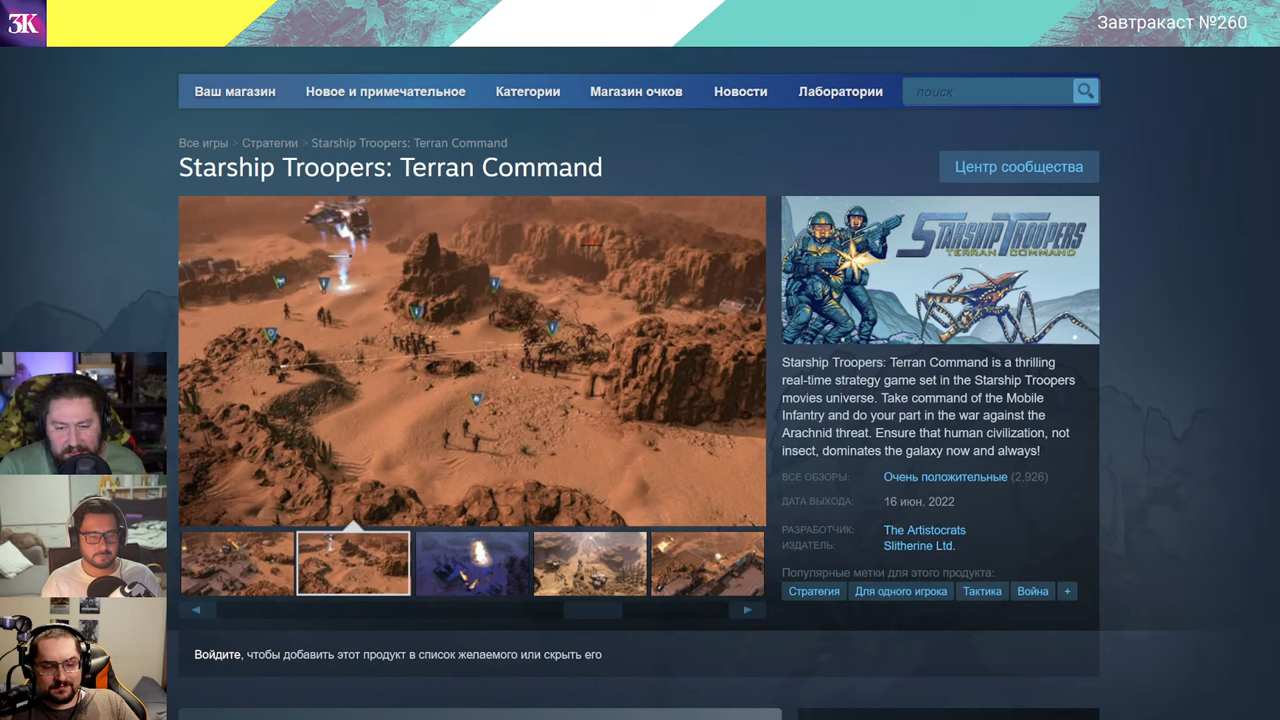 ЗК
Завтракаст №260
Ваш магазин
Новое и примечательное
Категории
Магазин очков
Новости
Лаборатории
поиск
Все игры > Стратегии > Starship Troopers: Terran Command
Starship Troopers: Terran Command
Центр сообщества
STARSHIP TROOPERS
TERRAN COMMAND
Starship Troopers: Terran Command is a thrilling
real-time strategy game set in the Starship Troopers
movies universe. Take command of the Mobile
Infantry and do your part in the war against the
Arachnid threat. Ensure that human civilization, not
insect, dominates the galaxy now and always!
ВСЕ ОБЗОРЫ: Очень положительные (2,926)
ДАТА ВЫХОДА: 16 июн. 2022
РАЗРАБОТЧИК: The Artistocrats
ИЗДАТЕЛЬ: Slitherine Ltd.
Популярные метки для этого продукта:
Стратегия Для одного игрока Тактика Война +
Войдите, чтобы добавить этот продукт в список желаемого или скрыть его